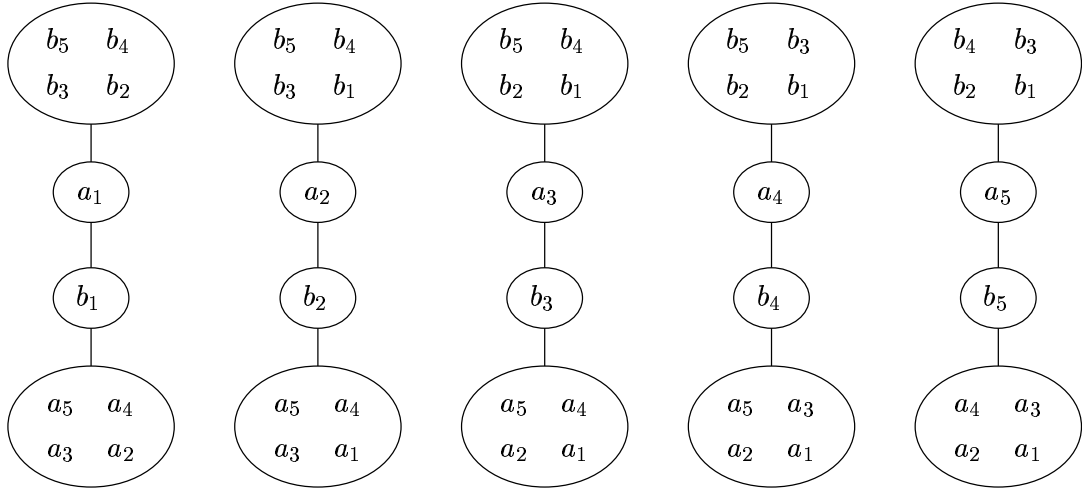 b₅ b₄ b₅ b₄ b₅ b₄ b₅ b₃ b₄ b₃
b₃ b₂ b₃ b₁ b₂ b₁ b₂ b₁ b₂ b₁
a₁ a₂ a₃ a₄ a₅
b₁ b₂ b₃ b₄ b₅
a₅ a₄ a₅ a₄ a₅ a₄ a₅ a₃ a₄ a₃
a₃ a₂ a₃ a₁ a₂ a₁ a₂ a₁ a₂ a₁